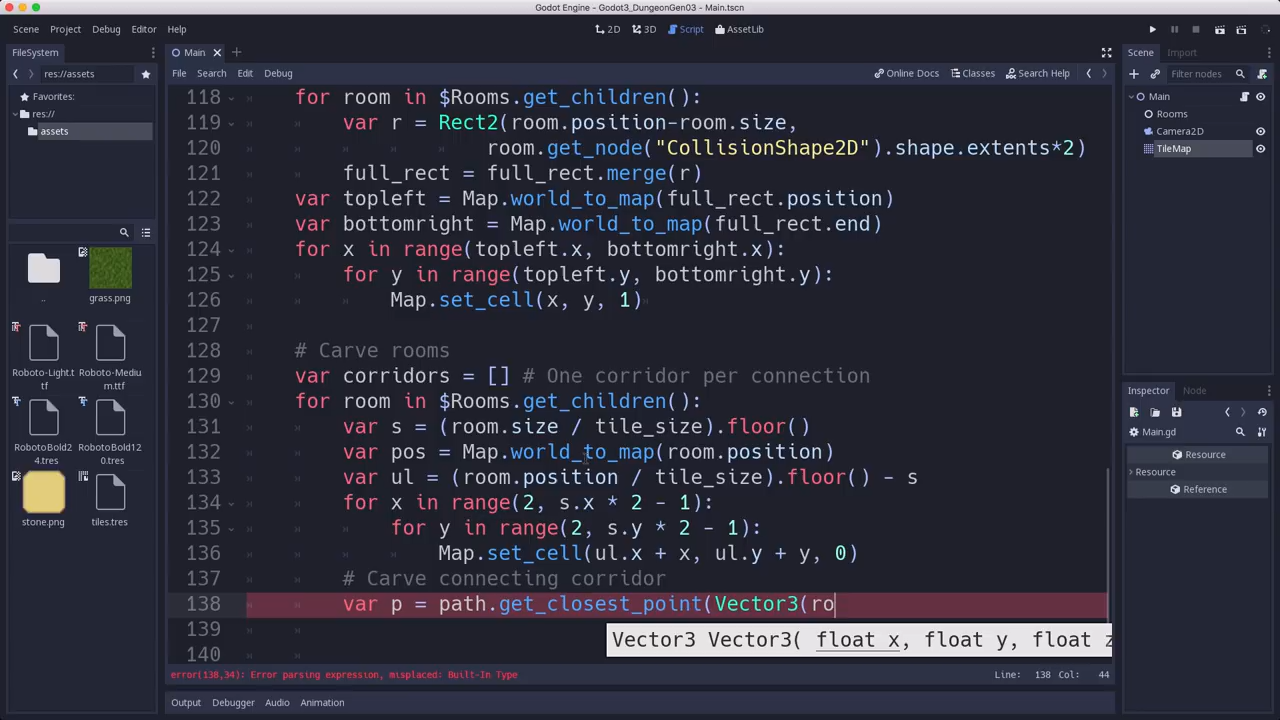 Godot Engine - Godot3_DungeonGen03 - Main.tscn
Scene Project Debug Editor Help
2D 3D Script AssetLib
FileSystem
res://assets
Favorites:
res://
assets
..
grass.png
Roboto-Light.t
tf
Roboto-Mediu
m.ttf
RobotoBold2
4.tres
RobotoBold12
0.tres
stone.png
tiles.tres
Main
File Search Edit Debug
Online Docs Classes Search Help
118 for room in $Rooms.get_children():
119 var r = Rect2(room.position-room.size,
120 room.get_node("CollisionShape2D").shape.extents*2)
121 full_rect = full_rect.merge(r)
122 var topleft = Map.world_to_map(full_rect.position)
123 var bottomright = Map.world_to_map(full_rect.end)
124 for x in range(topleft.x, bottomright.x):
125 for y in range(topleft.y, bottomright.y):
126 Map.set_cell(x, y, 1)
127
128 # Carve rooms
129 var corridors = [] # One corridor per connection
130 for room in $Rooms.get_children():
131 var s = (room.size / tile_size).floor()
132 var pos = Map.world_to_map(room.position)
133 var ul = (room.position / tile_size).floor() - s
134 for x in range(2, s.x * 2 - 1):
135 for y in range(2, s.y * 2 - 1):
136 Map.set_cell(ul.x + x, ul.y + y, 0)
137 # Carve connecting corridor
138 var p = path.get_closest_point(Vector3(ro
139
Vector3 Vector3( float x, float y, float z
140
error(138,34): Error parsing expression, misplaced: Built-In Type
Line: 138 Col: 44
Output Debugger Audio Animation
Scene Import
Filter nodes
Main
Rooms
Camera2D
TileMap
Inspector Node
Main.gd
Resource
Resource
Reference